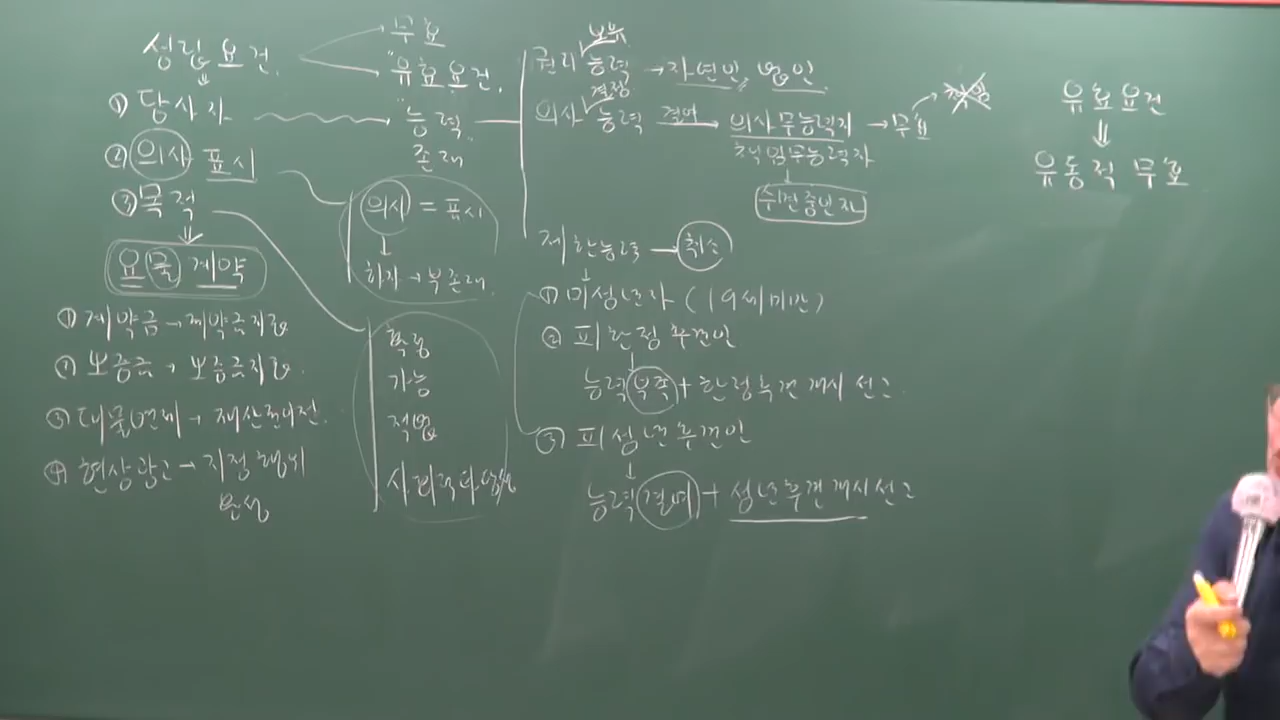 성립요건
① 당사자
② 의사 표시
③ 목적
요물계약
① 계약금 → 계약금지급
② 보증금 → 보증금지급
③ 대물변제 → 재산권이전
④ 현상광고 → 지정행위
완성
무효
"유효요건"
"능력"
존재
의사 = 표시
하자 → 부존재
확정
가능
적법
사회적타당성
보유
권리능력 → 자연인, 법인
결정
의사능력 결여 → 의사무능력자 → 무효 →
책임무능력자
제한능력 → 취소
① 미성년자 (19세미만)
② 피한정후견인
능력부족 + 한정후견개시선고
③ 피성년후견인
능력결여 + 성년후견개시선고
유효요건
유동적 무효